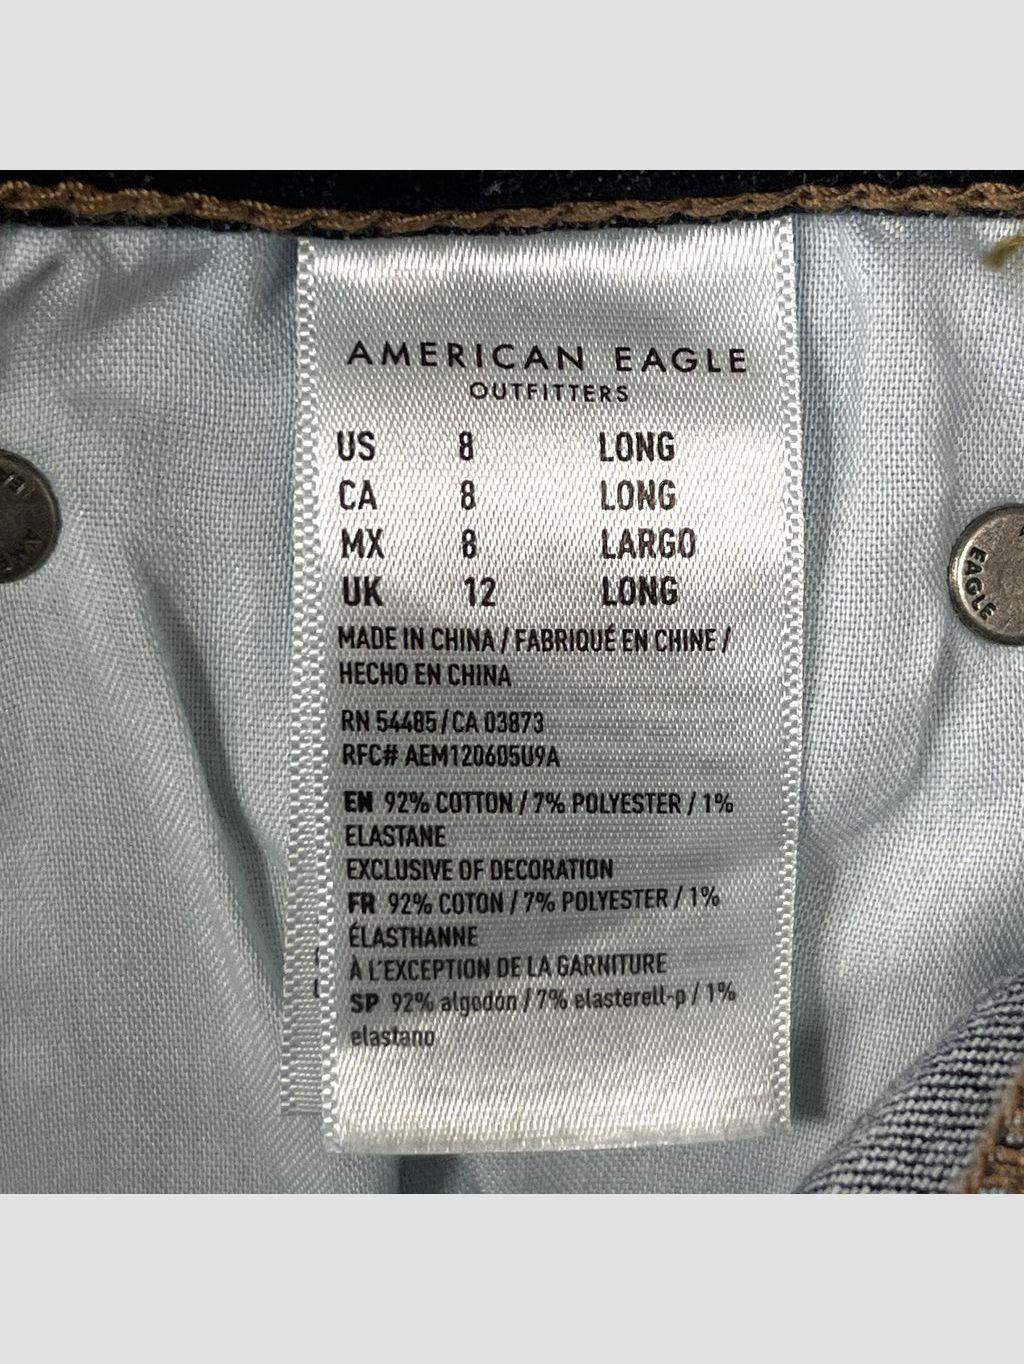 AMERICAN EAGLE
OUTFITTERS
US 8 LONG
CA 8 LONG
MX 8 LARGO
UK 12 LONG
MADE IN CHINA / FABRIQUÉ EN CHINE /
HECHO EN CHINA
RN 54485 / CA 03873
RFC# AEM120605U9A
EN 92% COTTON / 7% POLYESTER / 1%
ELASTANE
EXCLUSIVE OF DECORATION
FR 92% COTON / 7% POLYESTER / 1%
ÉLASTHANNE
À L'EXCEPTION DE LA GARNITURE
SP 92% algodón / 7% elasterell-p / 1%
elastano
EAGLE